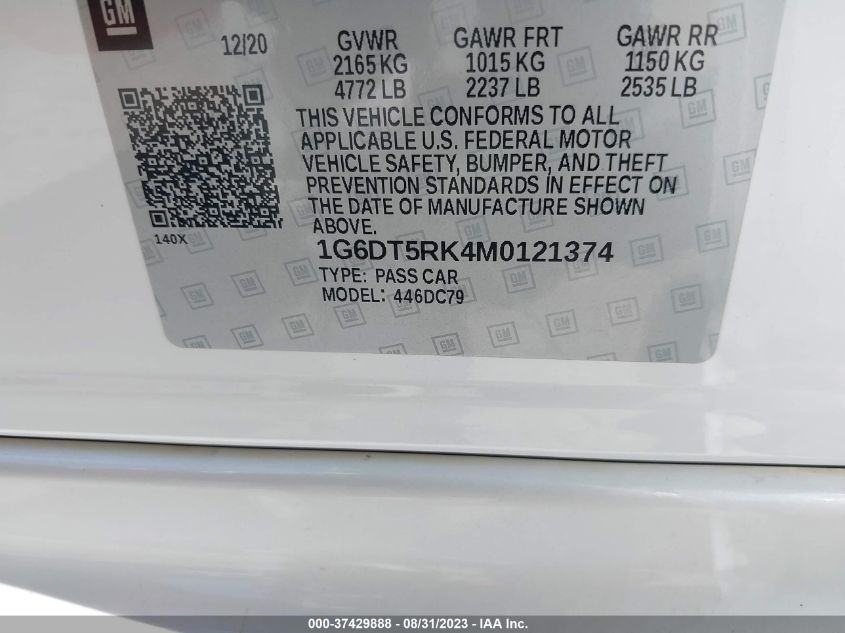 GM
12/20 GVWR GAWR FRT GAWR RR
2165 KG 1015 KG 1150 KG
4772 LB 2237 LB 2535 LB
THIS VEHICLE CONFORMS TO ALL
APPLICABLE U.S. FEDERAL MOTOR
VEHICLE SAFETY, BUMPER, AND THEFT
PREVENTION STANDARDS IN EFFECT ON
THE DATE OF MANUFACTURE SHOWN
ABOVE.
140X
1G6DT5RK4M0121374
TYPE: PASS CAR
MODEL: 446DC79
000-37429888 - 08/31/2023 - IAA Inc.